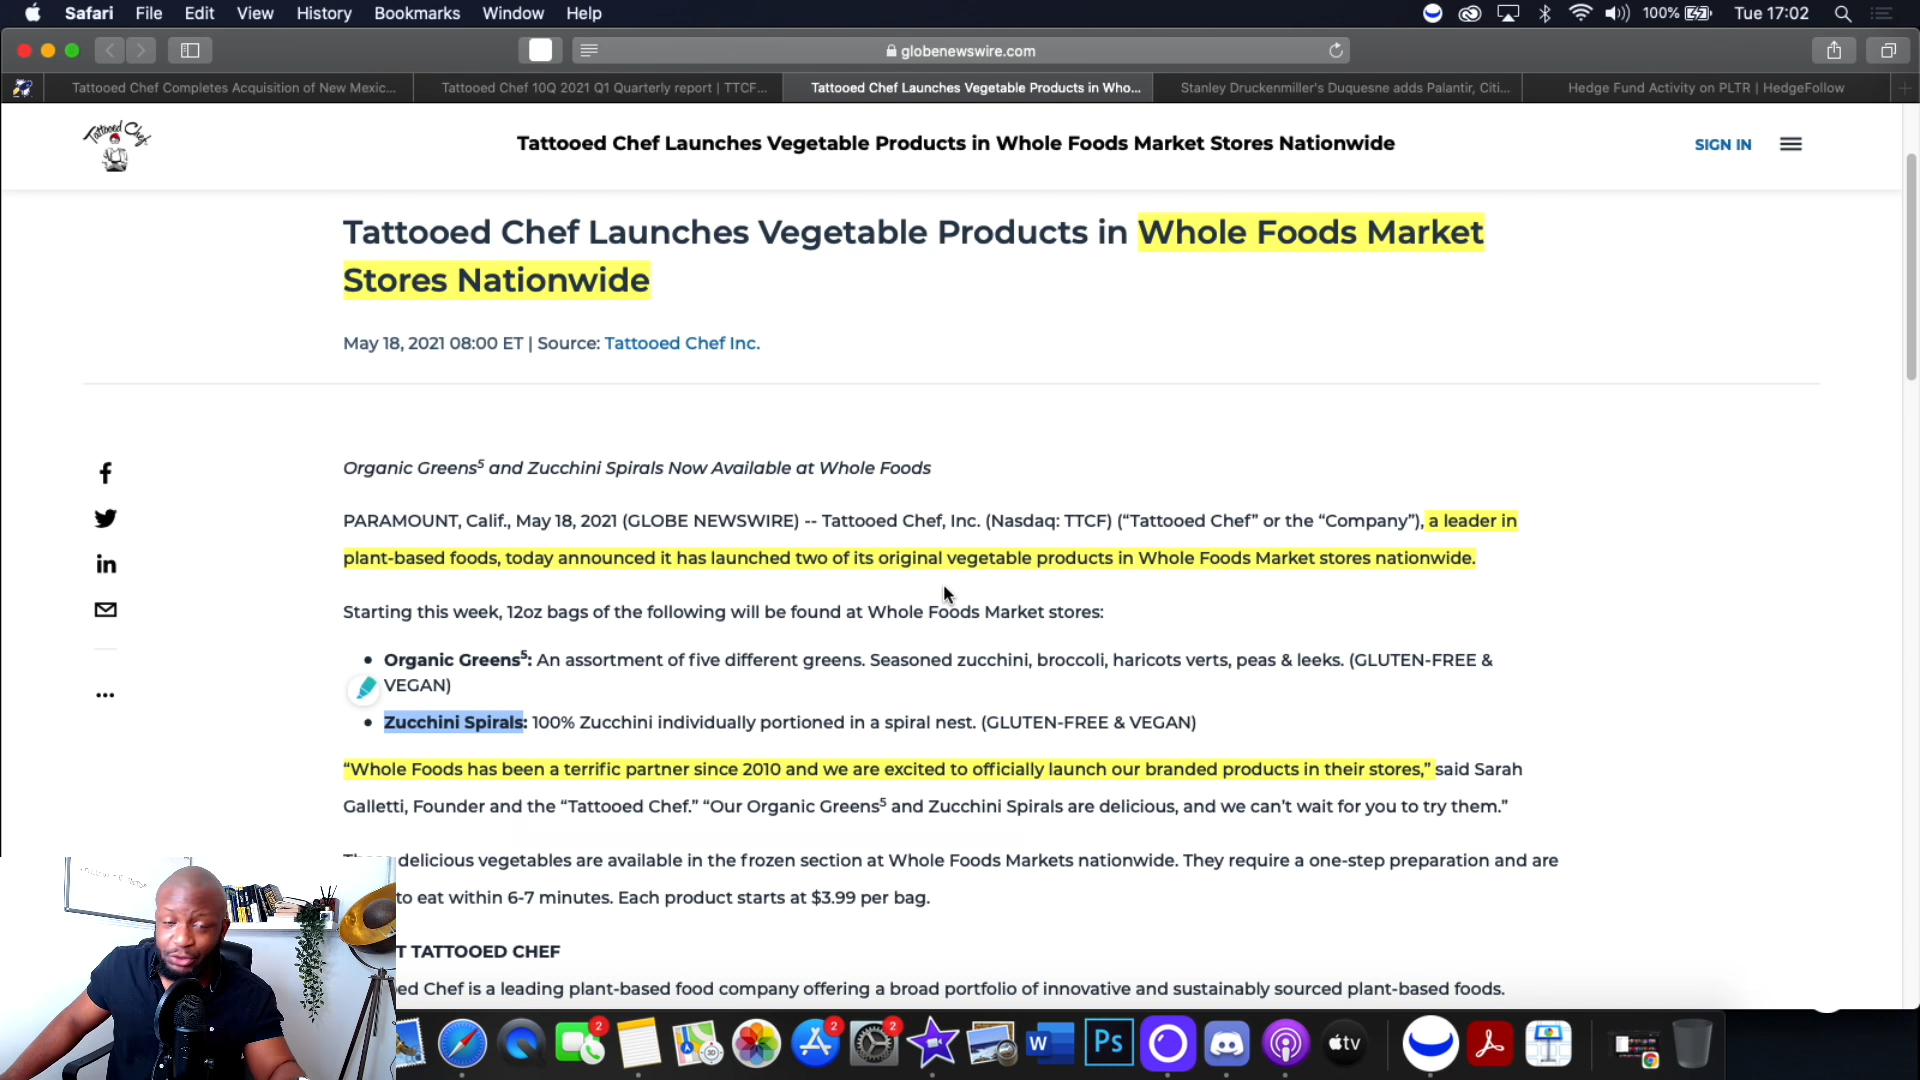 Safari File Edit View History Bookmarks Window Help 100% Tue 17:02
globenewswire.com
Tattooed Chef Completes Acquisition of New Mexic... Tattooed Chef 10Q 2021 Q1 Quarterly report | TTCF... Tattooed Chef Launches Vegetable Products in Who... Stanley Druckenmiller's Duquesne adds Palantir, Citi... Hedge Fund Activity on PLTR | HedgeFollow
Tattooed Chef
Tattooed Chef Launches Vegetable Products in Whole Foods Market Stores Nationwide
SIGN IN
Tattooed Chef Launches Vegetable Products in Whole Foods Market
Stores Nationwide
May 18, 2021 08:00 ET | Source: Tattooed Chef Inc.
Organic Greens⁵ and Zucchini Spirals Now Available at Whole Foods
PARAMOUNT, Calif., May 18, 2021 (GLOBE NEWSWIRE) -- Tattooed Chef, Inc. (Nasdaq: TTCF) (“Tattooed Chef” or the “Company”), a leader in
plant-based foods, today announced it has launched two of its original vegetable products in Whole Foods Market stores nationwide.
Starting this week, 12oz bags of the following will be found at Whole Foods Market stores:
• Organic Greens⁵: An assortment of five different greens. Seasoned zucchini, broccoli, haricots verts, peas & leeks. (GLUTEN-FREE &
VEGAN)
• Zucchini Spirals: 100% Zucchini individually portioned in a spiral nest. (GLUTEN-FREE & VEGAN)
“Whole Foods has been a terrific partner since 2010 and we are excited to officially launch our branded products in their stores,” said Sarah
Galletti, Founder and the “Tattooed Chef.” “Our Organic Greens⁵ and Zucchini Spirals are delicious, and we can’t wait for you to try them.”
delicious vegetables are available in the frozen section at Whole Foods Markets nationwide. They require a one-step preparation and are
to eat within 6-7 minutes. Each product starts at $3.99 per bag.
T TATTOOED CHEF
ed Chef is a leading plant-based food company offering a broad portfolio of innovative and sustainably sourced plant-based foods.
2 2 2 W Ps tv